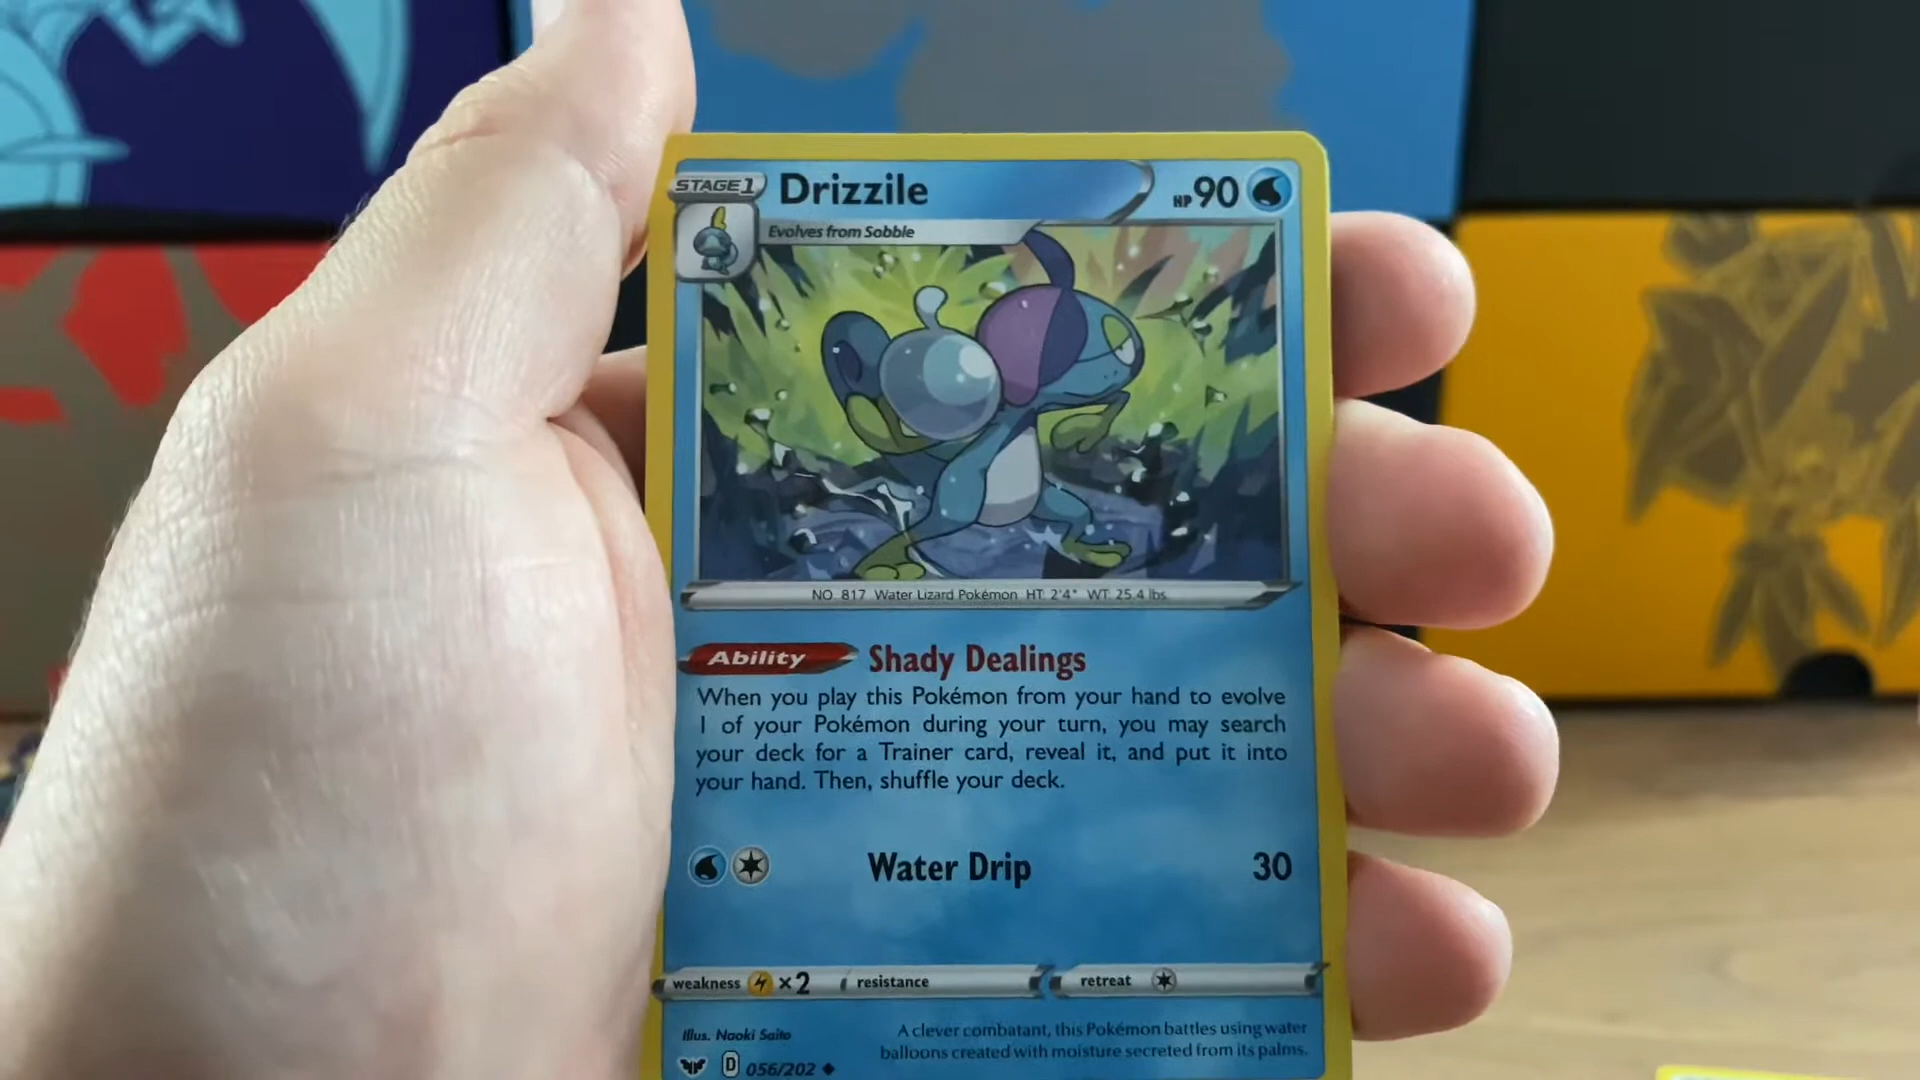 STAGE 1 Drizzile HP 90
Evolves from Sobble
NO. 817 Water Lizard Pokémon HT: 2'4" WT: 25.4 lbs.
Ability Shady Dealings
When you play this Pokémon from your hand to evolve
1 of your Pokémon during your turn, you may search
your deck for a Trainer card, reveal it, and put it into
your hand. Then, shuffle your deck.
Water Drip 30
weakness ×2 resistance retreat
Illus. Naoki Saito
A clever combatant, this Pokémon battles using water
balloons created with moisture secreted from its palms.
D 056/202